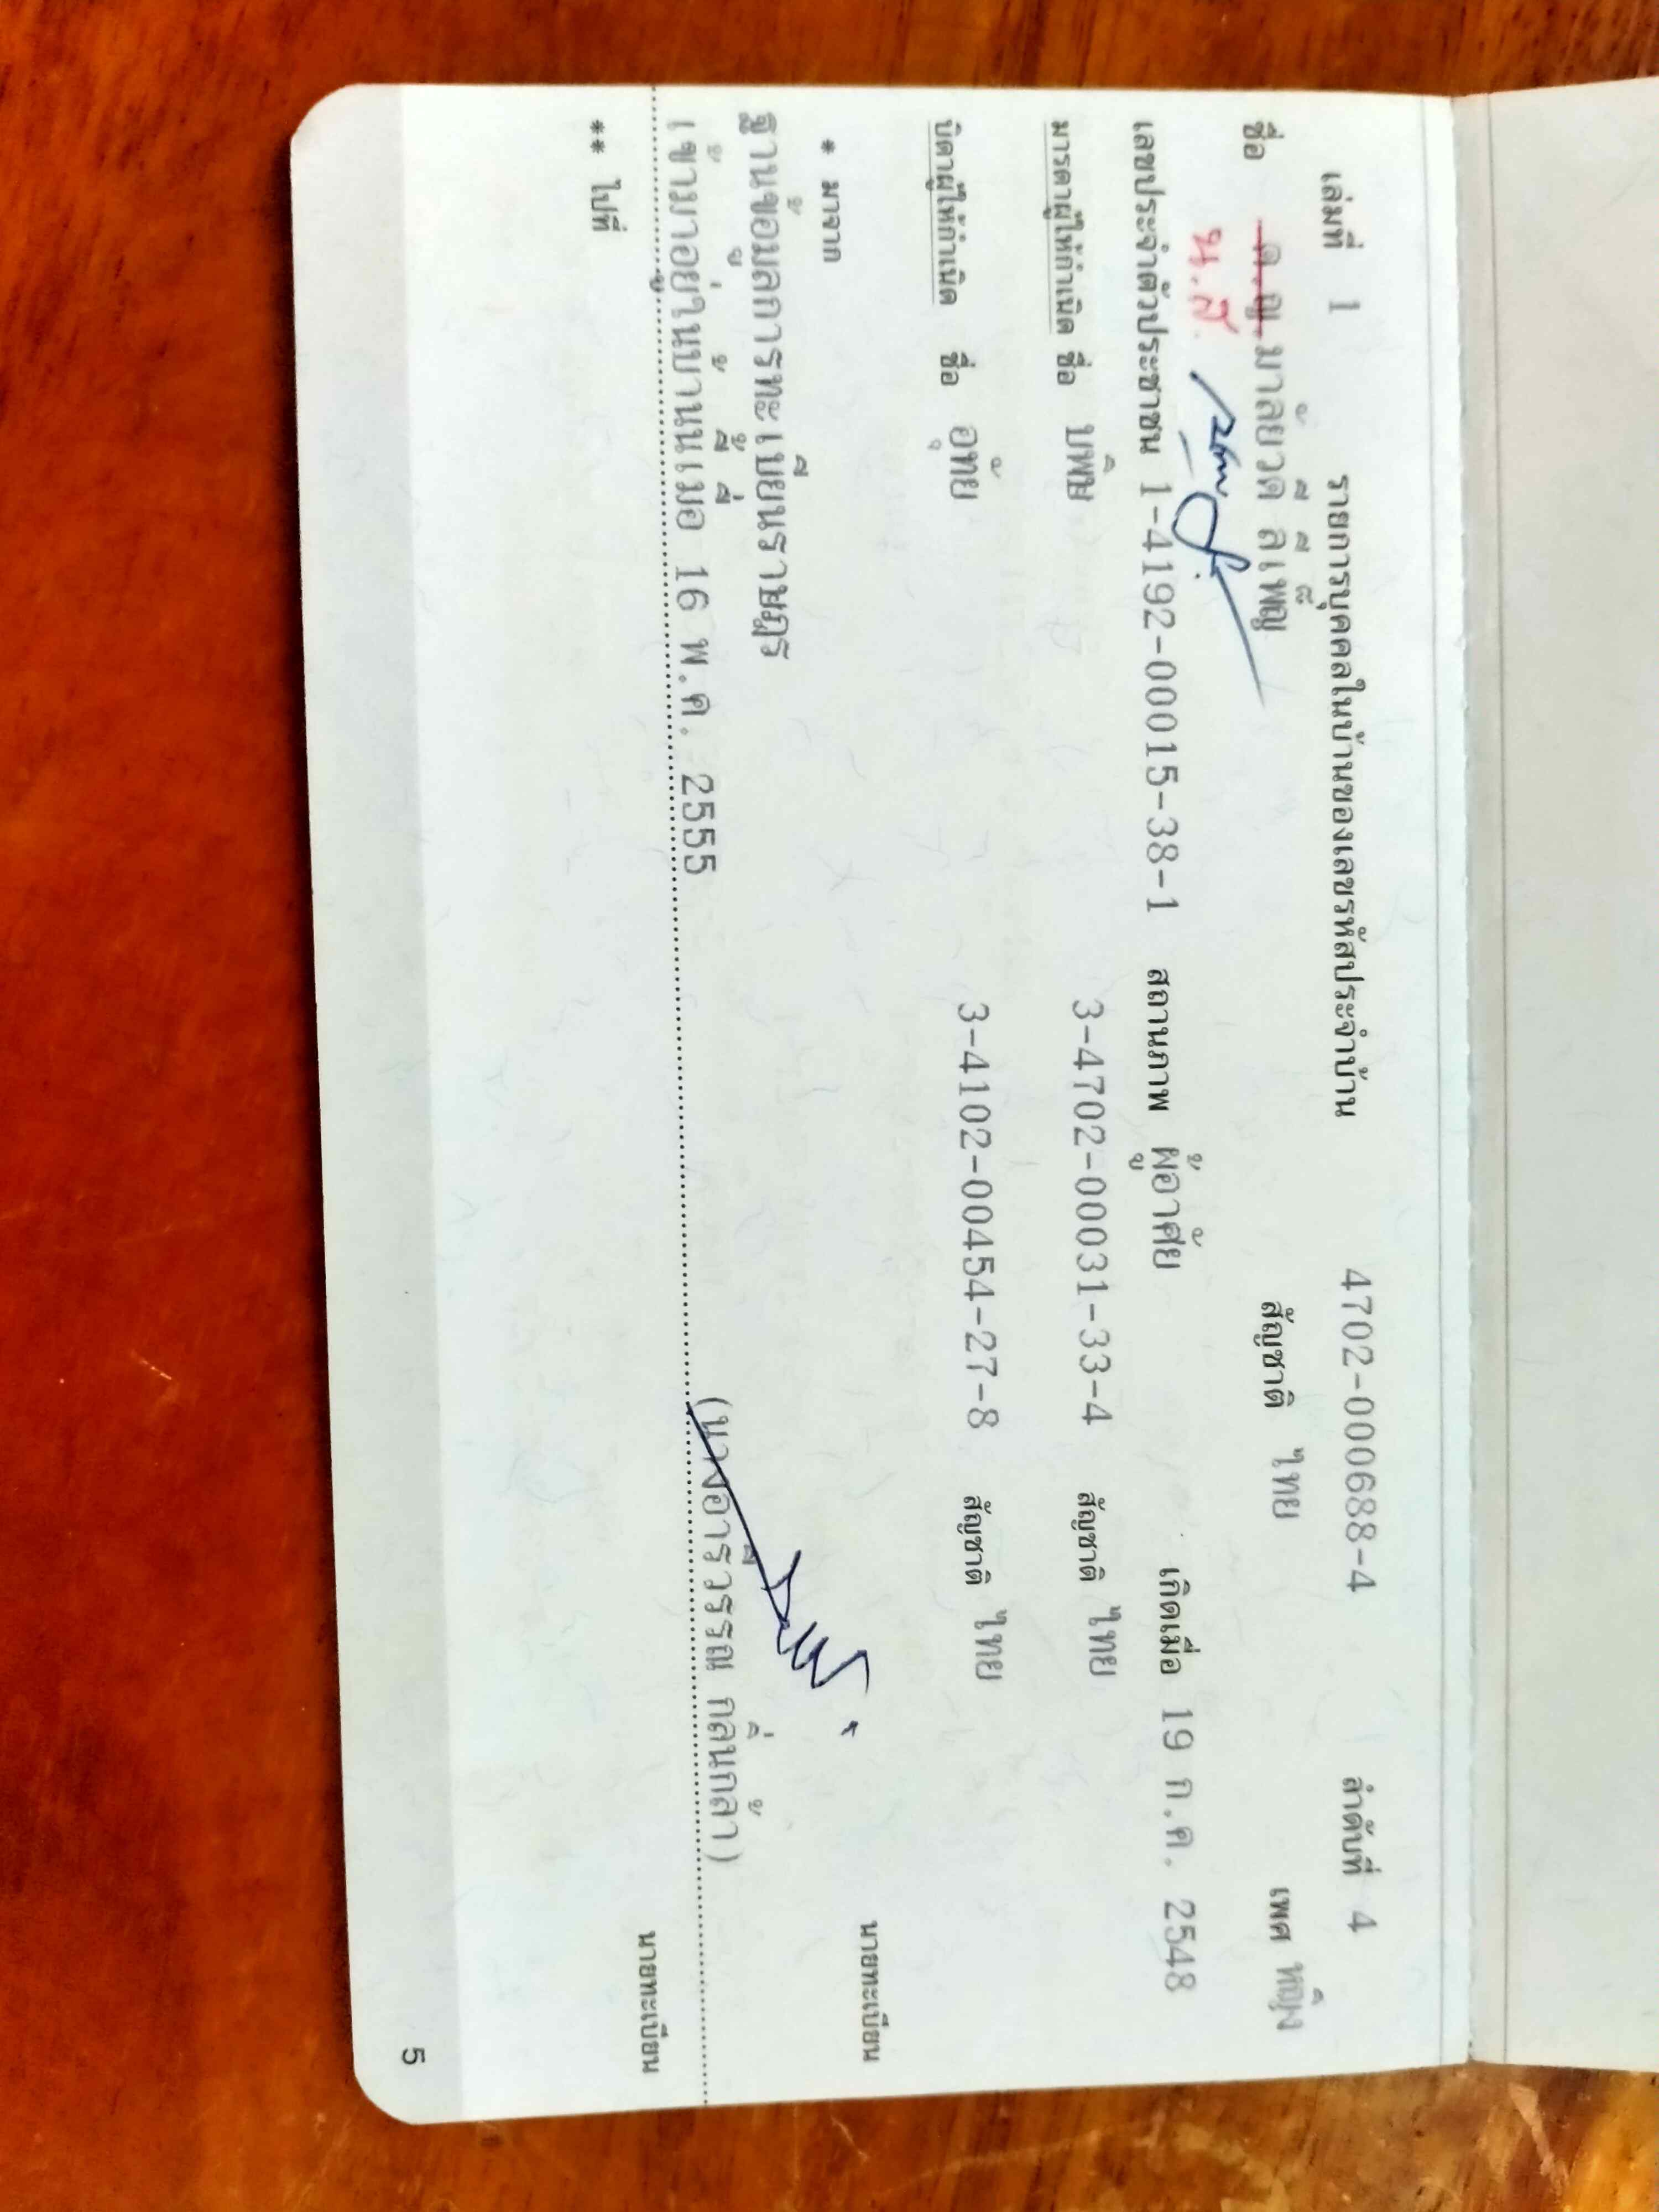 เล่มที่ 1 รายการบุคคลในบ้านของเลขรหัสประจำบ้าน 4702-000688-4 ลำดับที่ 4
ชื่อ ด.ญ. มาลัยวดี สีเพ็ญ สัญชาติ ไทย เพศ หญิง
น.ส.
เลขประจำตัวประชาชน 1-4192-00015-38-1 สถานภาพ ผู้อาศัย เกิดเมื่อ 19 ก.ค. 2548
มารดาผู้ให้กำเนิด ชื่อ บพิษ 3-4702-00031-33-4 สัญชาติ ไทย
บิดาผู้ให้กำเนิด ชื่อ อุทัย 3-4102-00454-27-8 สัญชาติ ไทย
* มาจาก นายทะเบียน
ฐานข้อมูลการทะเบียนราษฎร
เข้ามาอยู่ในบ้านนี้เมื่อ 16 พ.ค. 2555 (นางอารีวรรณ กลิ่นกล้า)
** ไปที่ นายทะเบียน
5